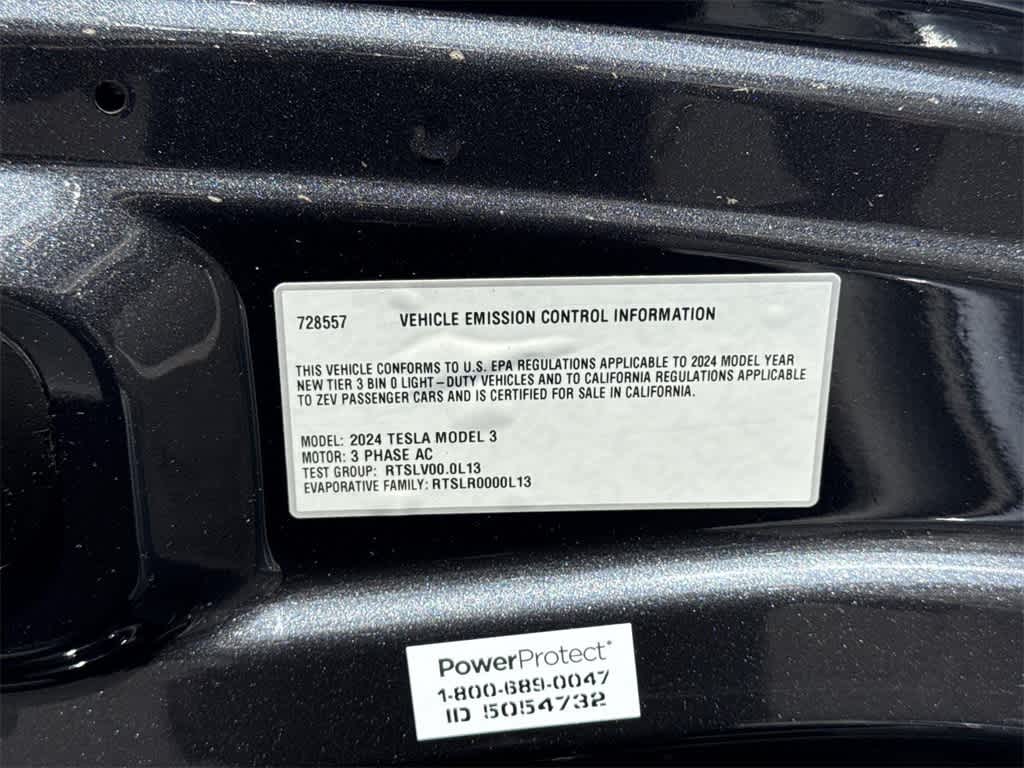 728557 VEHICLE EMISSION CONTROL INFORMATION
THIS VEHICLE CONFORMS TO U.S. EPA REGULATIONS APPLICABLE TO 2024 MODEL YEAR
NEW TIER 3 BIN 0 LIGHT-DUTY VEHICLES AND TO CALIFORNIA REGULATIONS APPLICABLE
TO ZEV PASSENGER CARS AND IS CERTIFIED FOR SALE IN CALIFORNIA.
MODEL: 2024 TESLA MODEL 3
MOTOR: 3 PHASE AC
TEST GROUP: RTSLV00.0L13
EVAPORATIVE FAMILY: RTSLR0000L13
PowerProtect
1-800-689-0047
ID 5054732